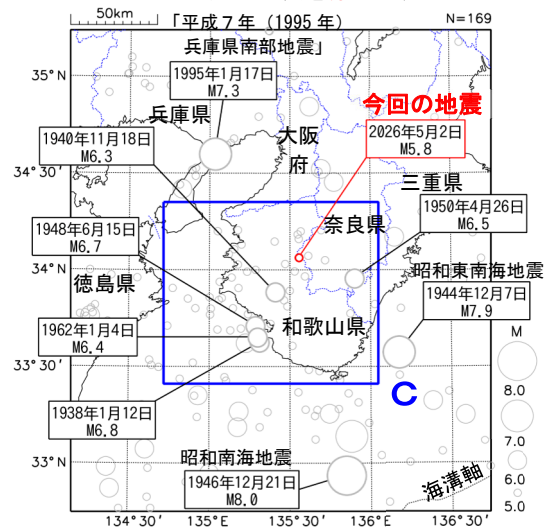 50km
「平成７年（1995 年）
兵庫県南部地震」
N=169
35°N
1995年1月17日
M7.3
兵庫県
今回の地震
1940年11月18日
M6.3
大阪
府
2026年5月2日
M5.8
34°30′
三重県
1950年4月26日
M6.5
1948年6月15日
M6.7
奈良県
34°N
徳島県
昭和東南海地震
1944年12月7日
M7.9
1962年1月4日
M6.4
和歌山県
M
33°30′
C
8.0
1938年1月12日
M6.8
7.0
昭和南海地震
33°N
6.0
1946年12月21日
M8.0
海溝軸
5.0
134°30′
135°E
135°30′
136°E
136°30′